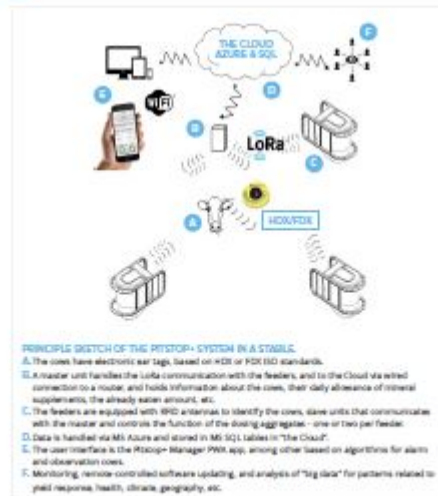 THE CLOUD
AZURE & SQL
F
E
WiFi
D
B
LoRa
C
A
HDX/FDX
PRINCIPLE SKETCH OF THE PITSTOP+ SYSTEM IN A STABLE.
A. The cows have electronic ear tags, based on HDX or FDX ISO standards.
B. A master unit handles the LoRa communication with the feeders, and to the Cloud via wired
connection to a router, and holds information about the cows, their daily allowance of mineral
supplements, the already eaten amount, etc.
C. The feeders are equipped with RFID antennas to identify the cows, slave units that communicates
with the master and controls the function of the dosing aggregates - one or two per feeder.
D. Data is handled via MS Azure and stored in MS SQL tables in "the Cloud".
E. The user interface is the Pitstop+ Manager PWA app, among other based on algorithms for alarm
and observation cows.
F. Monitoring, remote-controlled software updating, and analysis of "big data" for patterns related to
yield response, health, climate, geography, etc.